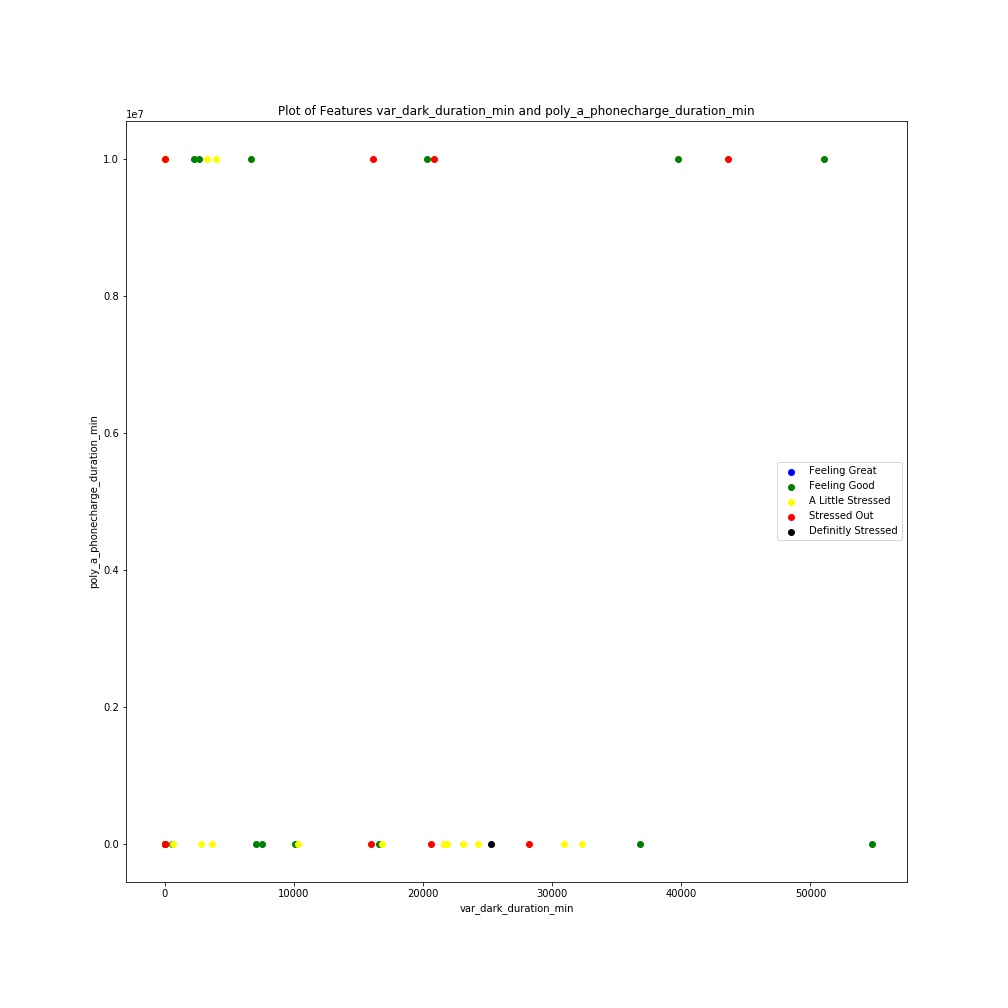 Plot of Features var_dark_duration_min and poly_a_phonecharge_duration_min
1e7
1.0
0.8
0.6
0.4
0.2
0.0
poly_a_phonecharge_duration_min
Feeling Great
Feeling Good
A Little Stressed
Stressed Out
Definitly Stressed
0 10000 20000 30000 40000 50000
var_dark_duration_min